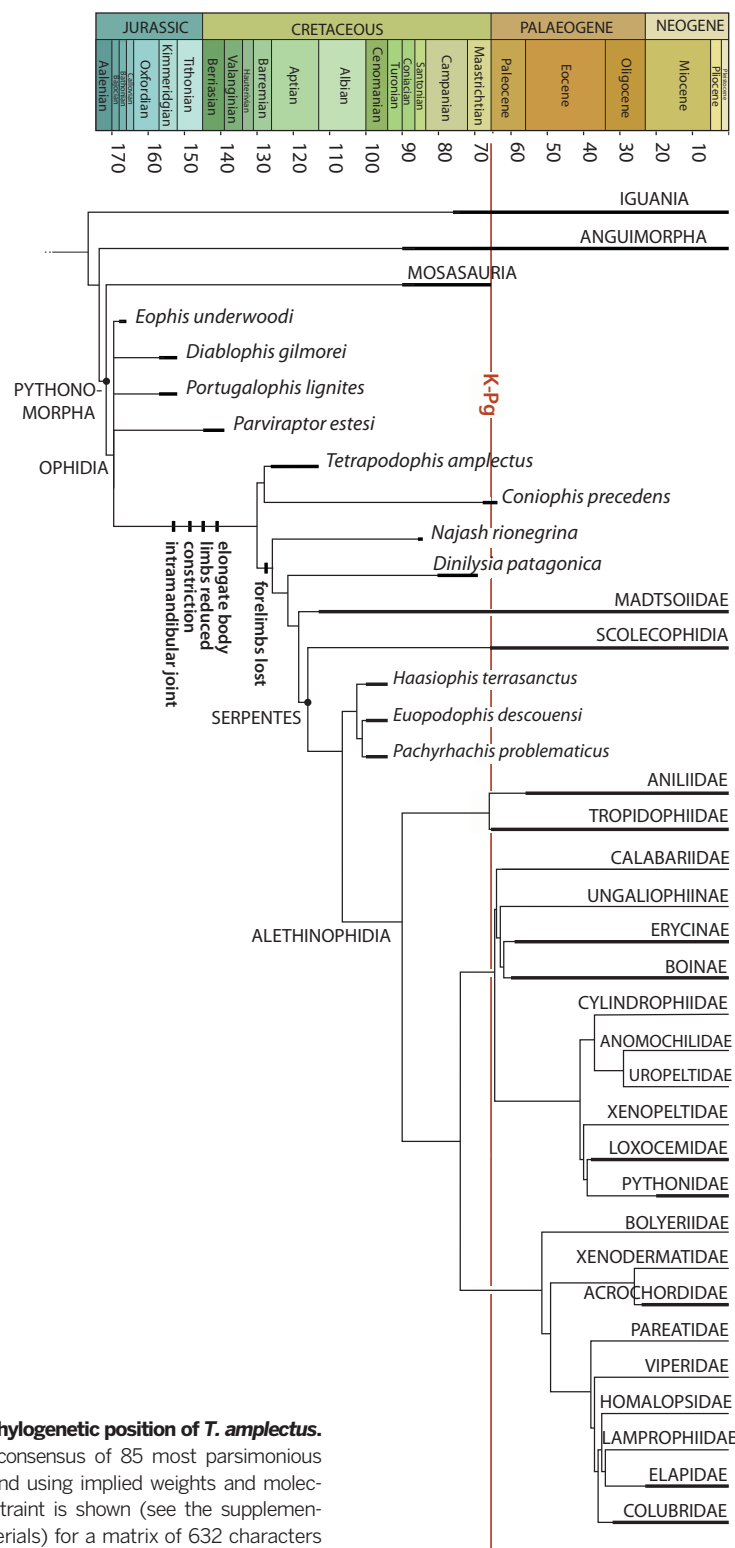 JURASSIC
CRETACEOUS
PALAEOGENE
NEOGENE
Aalenian
Bajocian
Bathonian
Callovian
Oxfordian
Kimmeridgian
Tithonian
Berriasian
Valanginian
Hauterivian
Barremian
Aptian
Albian
Cenomanian
Turonian
Coniacian
Santonian
Campanian
Maastrichtian
Paleocene
Eocene
Oligocene
Miocene
Pliocene
170
160
150
140
130
120
110
100
90
80
70
60
50
40
30
20
10
IGUANIA
ANGUIMORPHA
MOSASAURIA
Eophis underwoodi
Diablophis gilmorei
K-Pg
PYTHONO-
MORPHA
Portugalophis lignites
Parviraptor estesi
OPHIDIA
Tetrapodophis amplectus
Coniophis precedens
intramandibular joint
constriction
limbs reduced
elongate body
forelimbs lost
Najash rionegrina
Dinilysia patagonica
MADTSOIIDAE
SCOLECOPHIDIA
Haasiophis terrasanctus
SERPENTES
Euopodophis descouensi
Pachyrhachis problematicus
ANILIIDAE
TROPIDOPHIIDAE
CALABARIIDAE
UNGALIOPHIINAE
ERYCINAE
ALETHINOPHIDIA
BOINAE
CYLINDROPHIIDAE
ANOMOCHILIDAE
UROPELTIDAE
XENOPELTIDAE
LOXOCEMIDAE
PYTHONIDAE
BOLYERIIDAE
XENODERMATIDAE
ACROCHORDIDAE
PAREATIDAE
VIPERIDAE
HOMALOPSIDAE
LAMPROPHIIDAE
ELAPIDAE
COLUBRIDAE
hylogenetic position of T. amplectus.
consensus of 85 most parsimonious
nd using implied weights and molec-
traint is shown (see the supplemen-
erials) for a matrix of 632 characters